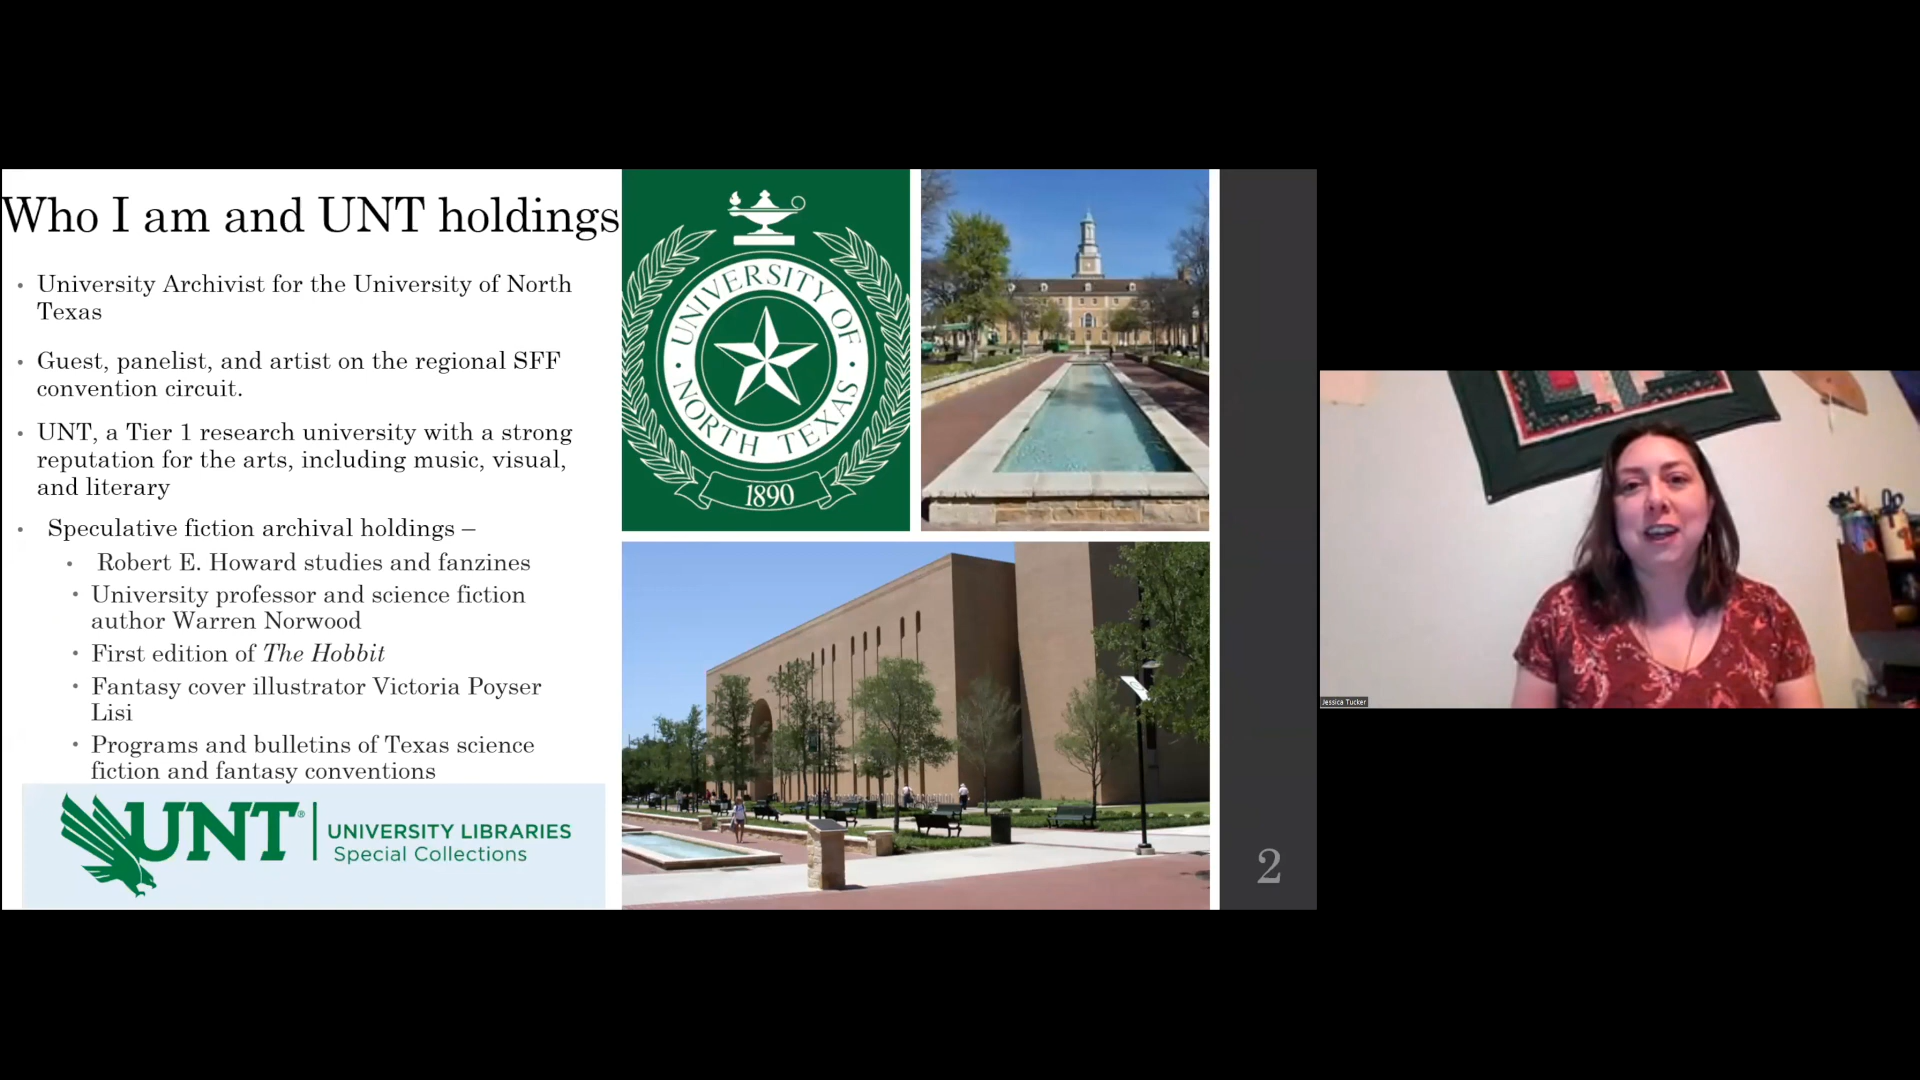 Who I am and UNT holdings
• University Archivist for the University of North
Texas
• Guest, panelist, and artist on the regional SFF
convention circuit.
• UNT, a Tier 1 research university with a strong
reputation for the arts, including music, visual,
and literary
• Speculative fiction archival holdings –
• Robert E. Howard studies and fanzines
• University professor and science fiction
author Warren Norwood
• First edition of The Hobbit
• Fantasy cover illustrator Victoria Poyser
Lisi
• Programs and bulletins of Texas science
fiction and fantasy conventions
UNT® UNIVERSITY LIBRARIES
Special Collections
UNIVERSITY OF
· NORTH TEXAS ·
1890
2
Jessica Tucker